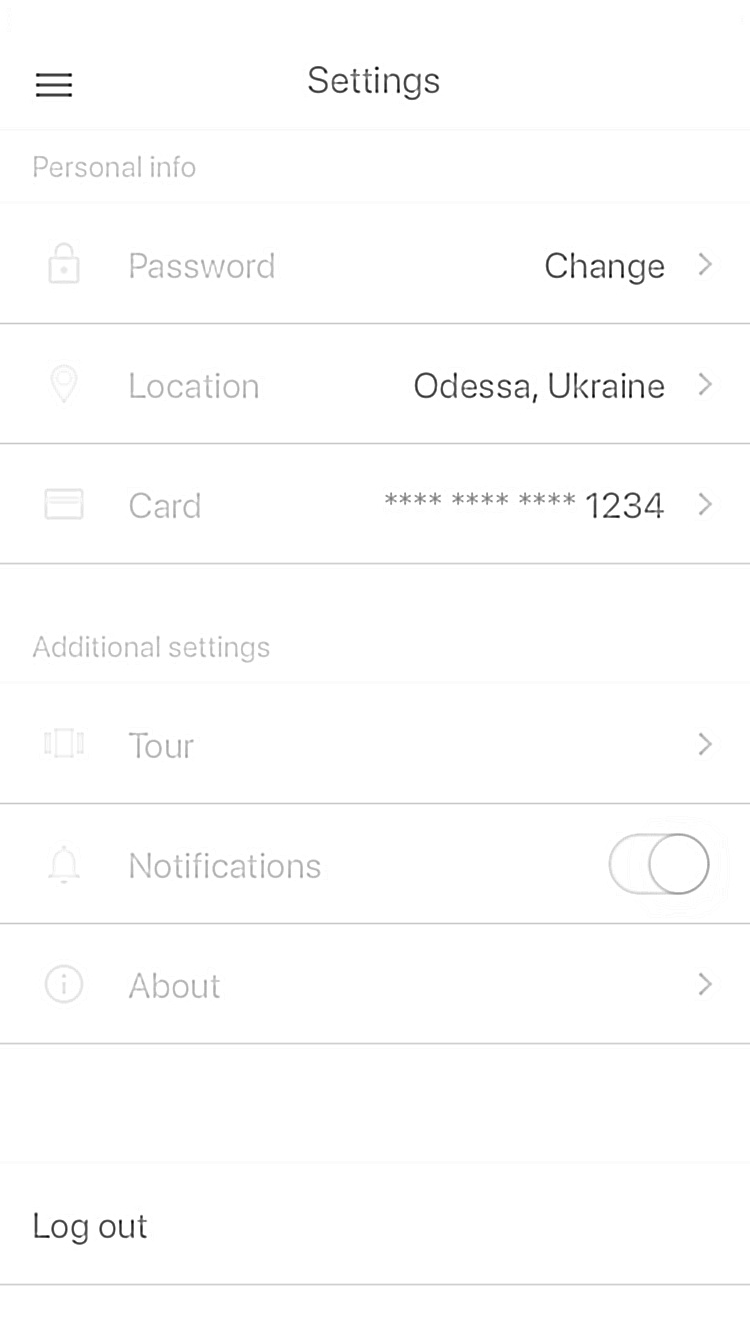 Settings
Personal info
Password Change
Location Odessa, Ukraine
Card **** **** **** 1234
Additional settings
Tour
Notifications
About
Log out